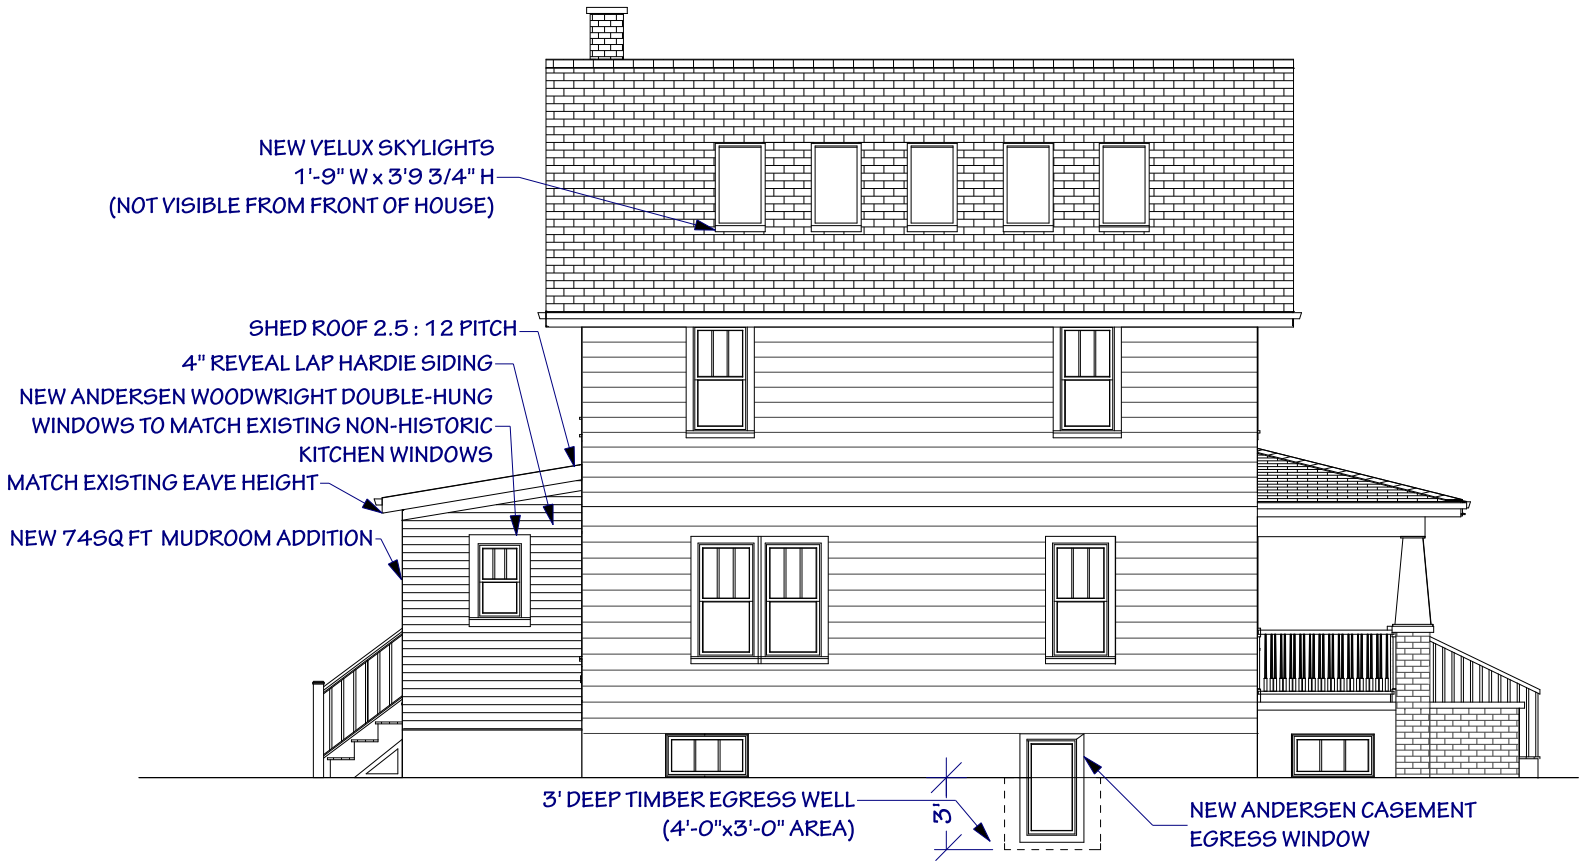 NEW VELUX SKYLIGHTS
1'-9" W x 3'9 3/4" H
(NOT VISIBLE FROM FRONT OF HOUSE)
SHED ROOF 2.5 : 12 PITCH
4" REVEAL LAP HARDIE SIDING
NEW ANDERSEN WOODWRIGHT DOUBLE-HUNG
WINDOWS TO MATCH EXISTING NON-HISTORIC
KITCHEN WINDOWS
MATCH EXISTING EAVE HEIGHT
NEW 74SQ FT  MUDROOM ADDITION
3' DEEP TIMBER EGRESS WELL
(4'-0"x3'-0" AREA)
3'
NEW ANDERSEN CASEMENT
EGRESS WINDOW